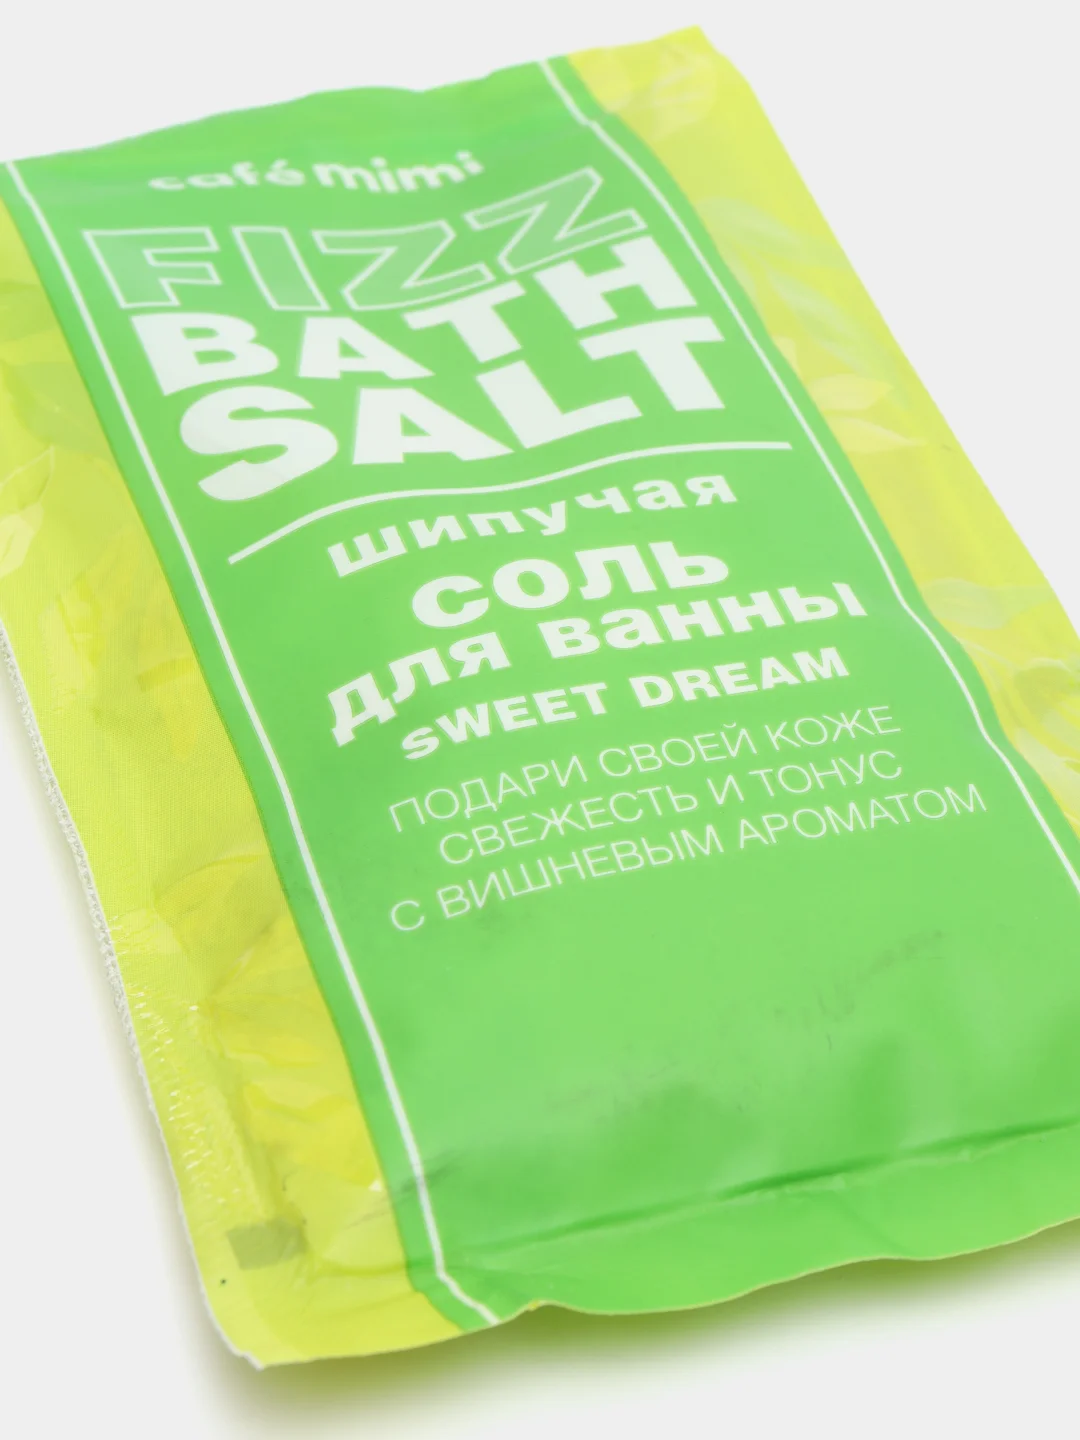 café mimi
FIZZ
BATH
SALT
шипучая
соль
для ванны
sWEET DREAM
ПОДАРИ СВОЕЙ КОЖЕ
СВЕЖЕСТЬ И ТОНУС
С ВИШНЕВЫМ АРОМАТОМ